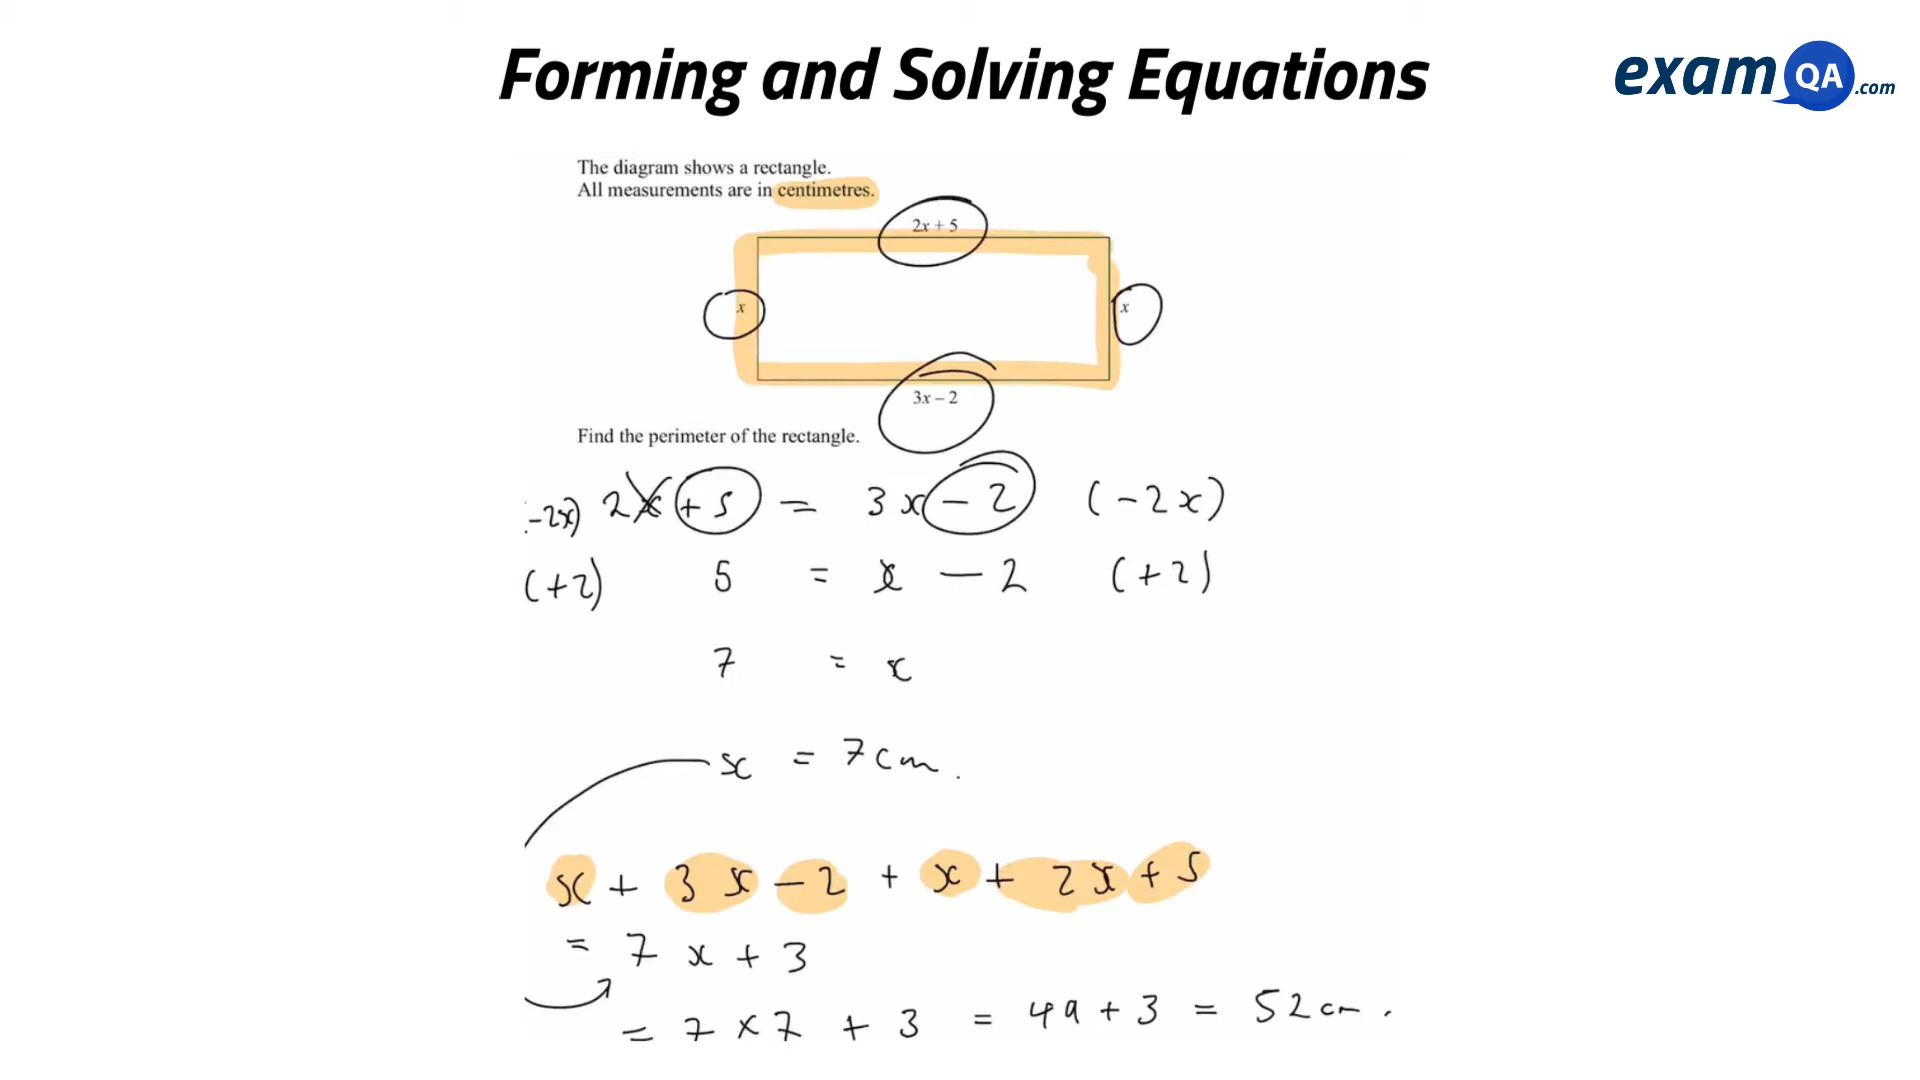 Forming and Solving Equations
examQA.com
The diagram shows a rectangle.
All measurements are in centimetres.
2x + 5
x
x
3x – 2
Find the perimeter of the rectangle.
-2x) 2x + 5 = 3x - 2 (-2x)
(+2) 5 = x - 2 (+2)
7 = x
x = 7cm.
x + 3x - 2 + x + 2x + 5
= 7x + 3
= 7 × 7 + 3 = 49 + 3 = 52cm.